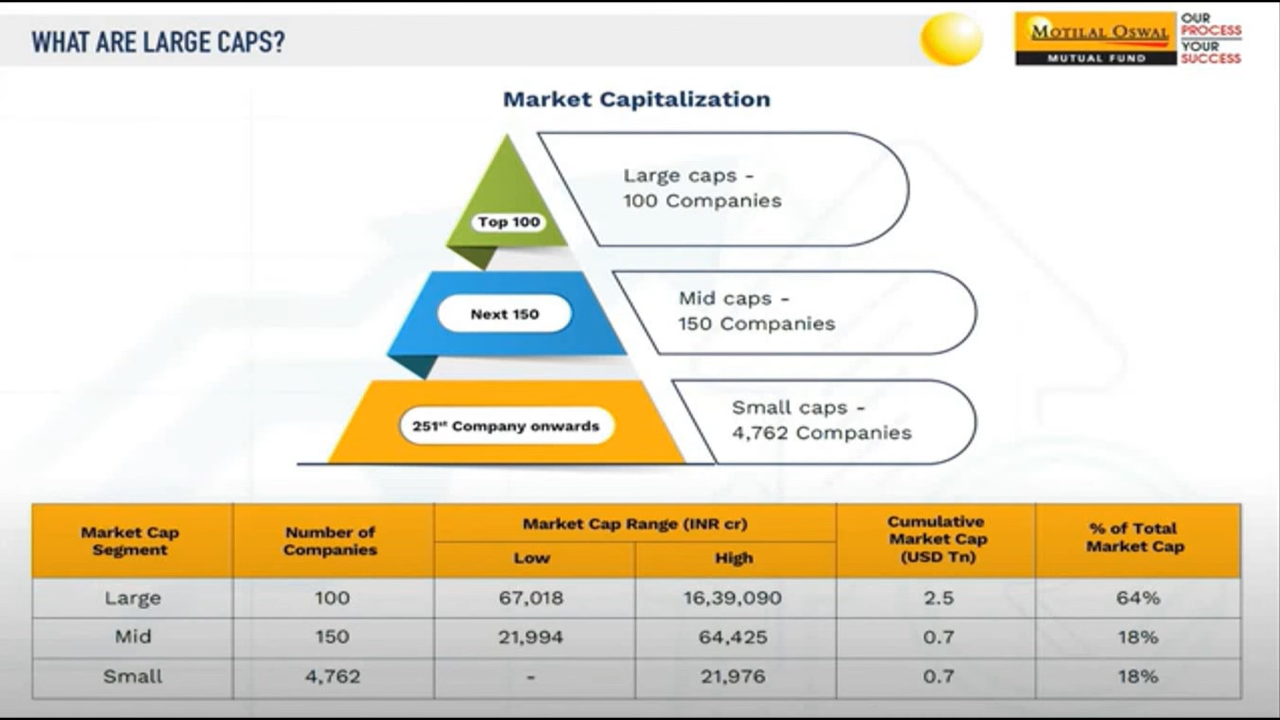 WHAT ARE LARGE CAPS?
MOTILAL OSWAL
MUTUAL FUND
OUR
PROCESS
YOUR
SUCCESS
Market Capitalization
Top 100
Large caps -
100 Companies
Next 150
Mid caps -
150 Companies
251st Company onwards
Small caps -
4,762 Companies
Market Cap Segment | Number of Companies | Market Cap Range (INR cr) | Cumulative Market Cap (USD Tn) | % of Total Market Cap
Low | High
Large | 100 | 67,018 | 16,39,090 | 2.5 | 64%
Mid | 150 | 21,994 | 64,425 | 0.7 | 18%
Small | 4,762 | - | 21,976 | 0.7 | 18%